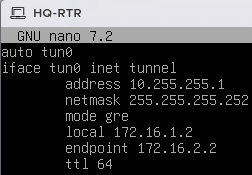 HQ-RTR
GNU nano 7.2
auto tun0
iface tun0 inet tunnel
address 10.255.255.1
netmask 255.255.255.252
mode gre
local 172.16.1.2
endpoint 172.16.2.2
ttl 64